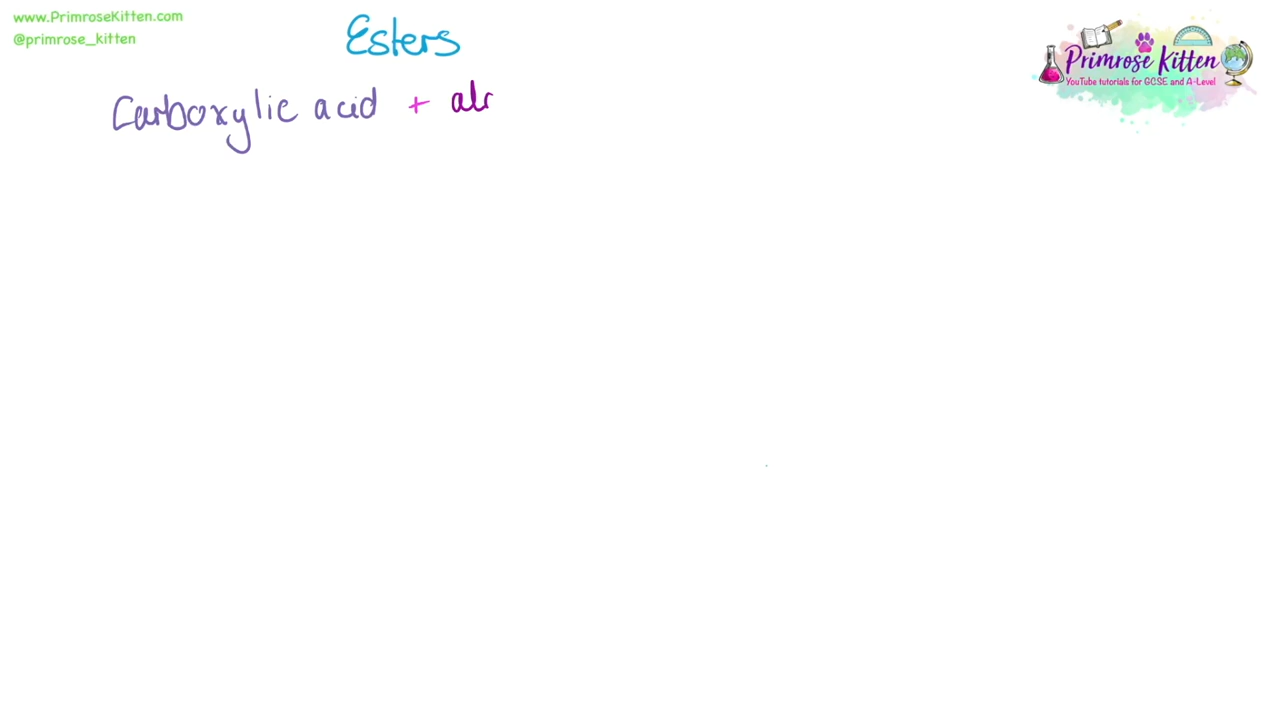 www.PrimroseKitten.com
@primrose_kitten
Esters
Carboxylic acid + alc
Primrose Kitten
YouTube tutorials for GCSE and A-Level